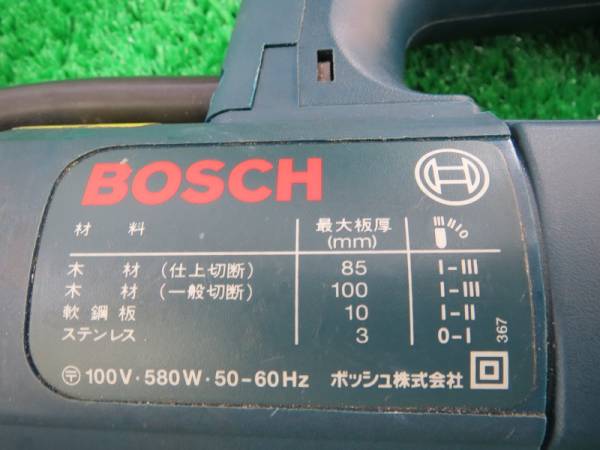 BOSCH
材 料 最大板厚 (mm)
木 材 (仕上切断) 85 I-III
木 材 (一般切断) 100 I-III
軟鋼板 10 I-II
ステンレス 3 0-I
367
〶 100V・580W・50-60Hz ボッシュ株式会社